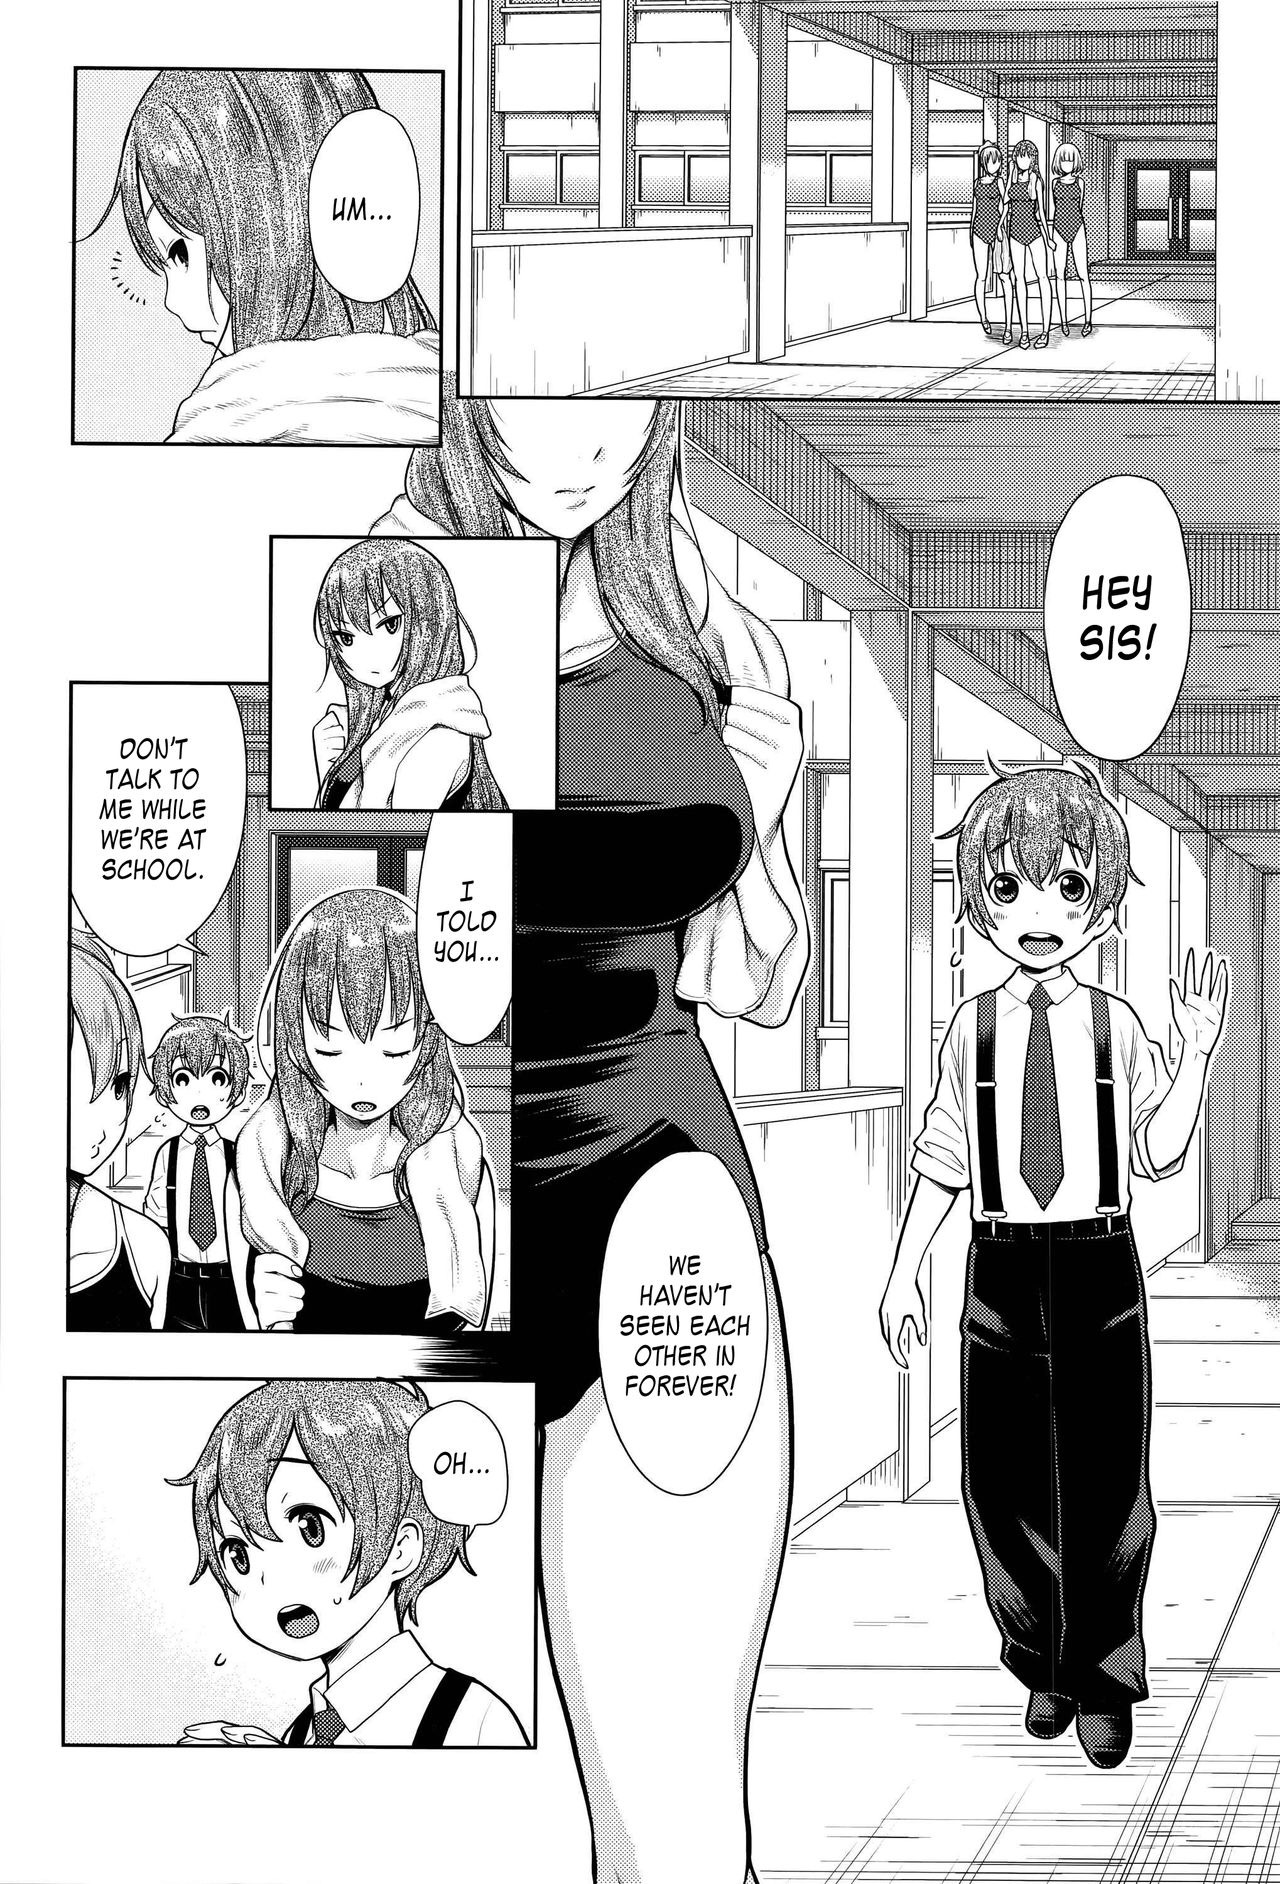 HEY
SIS!
WE
HAVEN'T
SEEN EACH
OTHER IN
FOREVER!
UM...
I
TOLD
YOU...
DON'T
TALK TO
ME WHILE
WE'RE AT
SCHOOL.
OH...